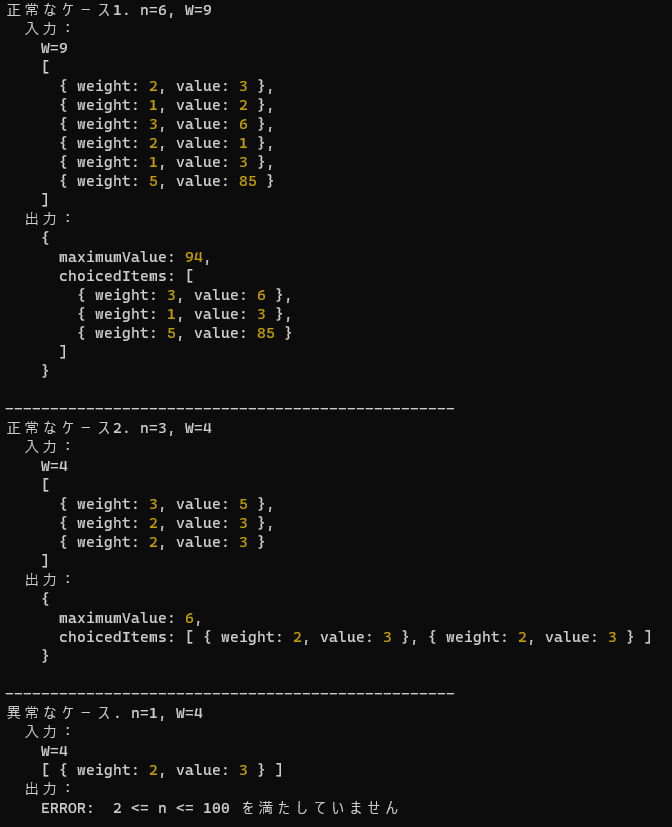 正常なケース1. n=6, W=9
入力：
W=9
[
{ weight: 2, value: 3 },
{ weight: 1, value: 2 },
{ weight: 3, value: 6 },
{ weight: 2, value: 1 },
{ weight: 1, value: 3 },
{ weight: 5, value: 85 }
]
出力：
{
maximumValue: 94,
choicedItems: [
{ weight: 3, value: 6 },
{ weight: 1, value: 3 },
{ weight: 5, value: 85 }
]
}
--------------------------------------------------
正常なケース2. n=3, W=4
入力：
W=4
[
{ weight: 3, value: 5 },
{ weight: 2, value: 3 },
{ weight: 2, value: 3 }
]
出力：
{
maximumValue: 6,
choicedItems: [ { weight: 2, value: 3 }, { weight: 2, value: 3 } ]
}
--------------------------------------------------
異常なケース. n=1, W=4
入力：
W=4
[ { weight: 2, value: 3 } ]
出力：
ERROR:  2 <= n <= 100 を満たしていません